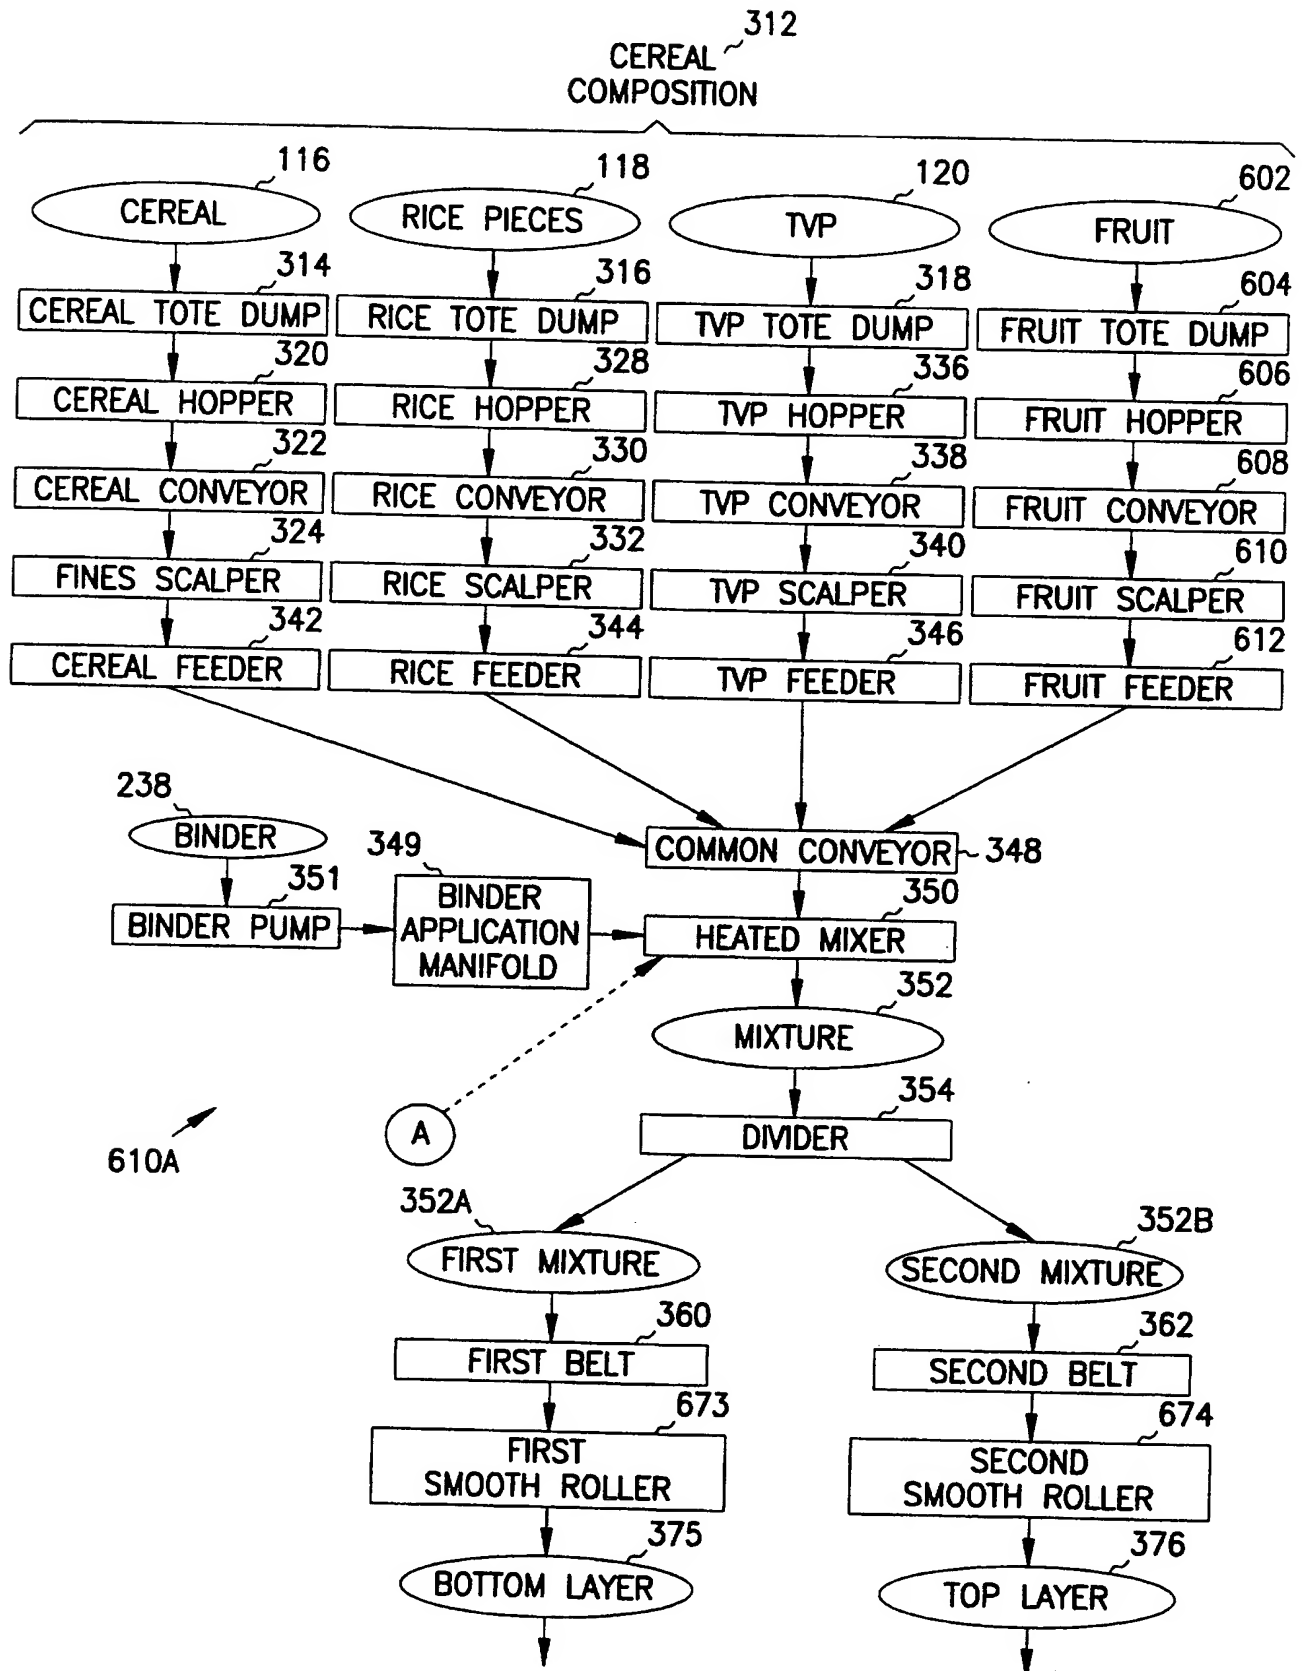 312
CEREAL
COMPOSITION
116
118
120
602
CEREAL
RICE PIECES
TVP
FRUIT
314
316
318
604
CEREAL TOTE DUMP
RICE TOTE DUMP
TVP TOTE DUMP
FRUIT TOTE DUMP
320
328
336
606
CEREAL HOPPER
RICE HOPPER
TVP HOPPER
FRUIT HOPPER
322
330
338
608
CEREAL CONVEYOR
RICE CONVEYOR
TVP CONVEYOR
FRUIT CONVEYOR
324
332
340
610
FINES SCALPER
RICE SCALPER
TVP SCALPER
FRUIT SCALPER
342
344
346
612
CEREAL FEEDER
RICE FEEDER
TVP FEEDER
FRUIT FEEDER
238
BINDER
349
COMMON CONVEYOR
348
351
350
BINDER PUMP
BINDER
APPLICATION
MANIFOLD
HEATED MIXER
352
MIXTURE
354
A
DIVIDER
610A
352A
352B
FIRST MIXTURE
SECOND MIXTURE
360
362
FIRST BELT
SECOND BELT
673
674
FIRST
SMOOTH ROLLER
SECOND
SMOOTH ROLLER
375
376
BOTTOM LAYER
TOP LAYER